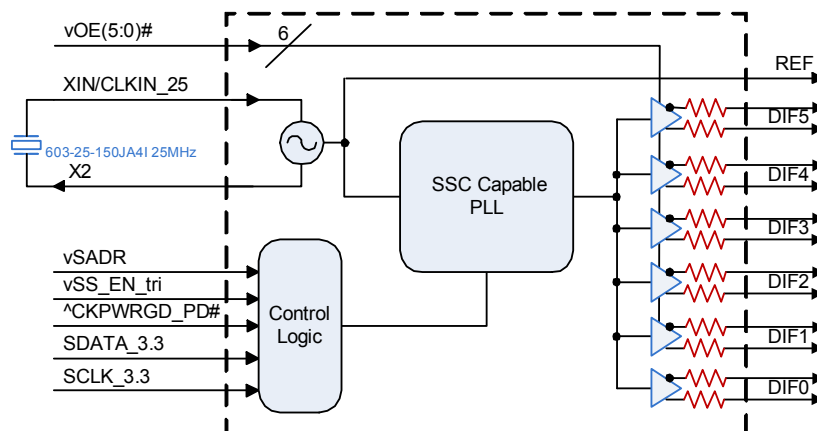 vOE(5:0)#
6
REF
XIN/CLKIN_25
DIF5
603-25-150JA4I 25MHz
X2
SSC Capable
PLL
DIF4
DIF3
vSADR
vSS_EN_tri
^CKPWRGD_PD#
SDATA_3.3
SCLK_3.3
Control
Logic
DIF2
DIF1
DIF0